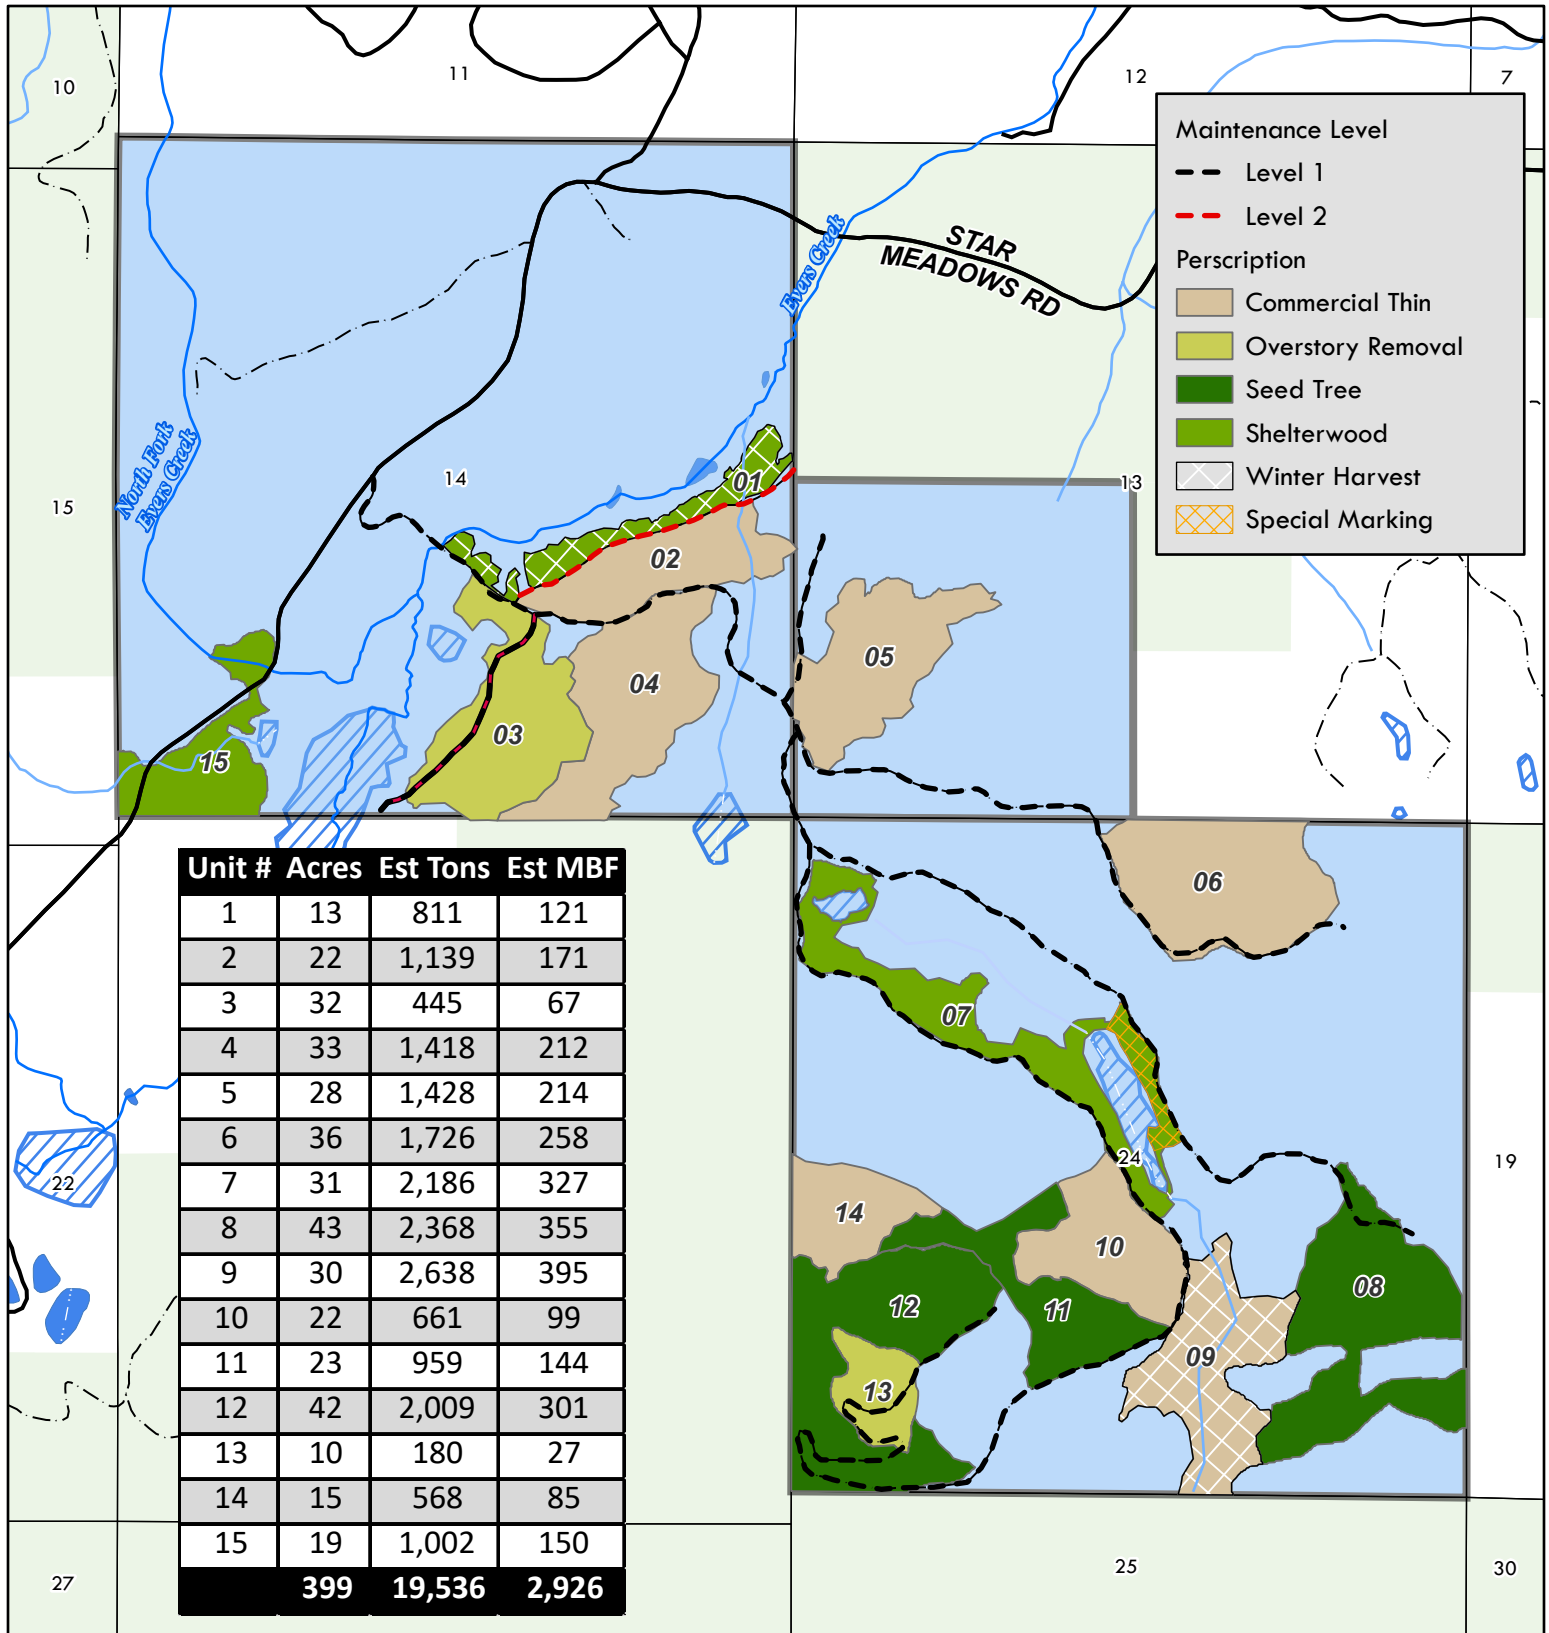 10
11
12
7
Maintenance Level
Level 1
Level 2
Perscription
Commercial Thin
Overstory Removal
Seed Tree
Shelterwood
Winter Harvest
Special Marking
STAR
MEADOWS RD
Evers Creek
North Fork
Evers Creek
15
14
13
01
02
03
04
05
15
06
07
24
19
22
14
10
12
11
08
09
13
27
25
30
Unit # Acres Est Tons Est MBF
1 13 811 121
2 22 1,139 171
3 32 445 67
4 33 1,418 212
5 28 1,428 214
6 36 1,726 258
7 31 2,186 327
8 43 2,368 355
9 30 2,638 395
10 22 661 99
11 23 959 144
12 42 2,009 301
13 10 180 27
14 15 568 85
15 19 1,002 150
399 19,536 2,926